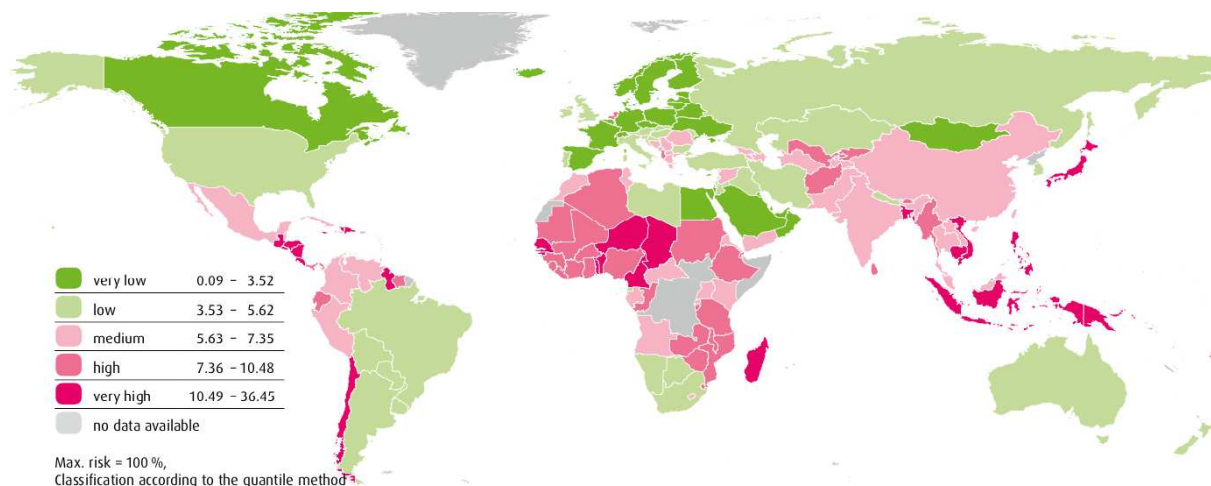 very low 0.09 – 3.52
low 3.53 – 5.62
medium 5.63 – 7.35
high 7.36 – 10.48
very high 10.49 – 36.45
no data available
Max. risk = 100 %,
Classification according to the quantile method